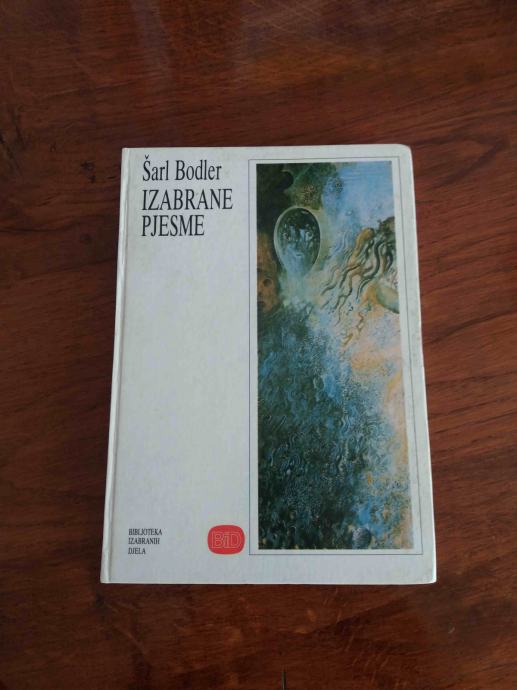 Šarl Bodler
IZABRANE
PJESME
BIBLIOTEKA
IZABRANIH
DJELA
BID